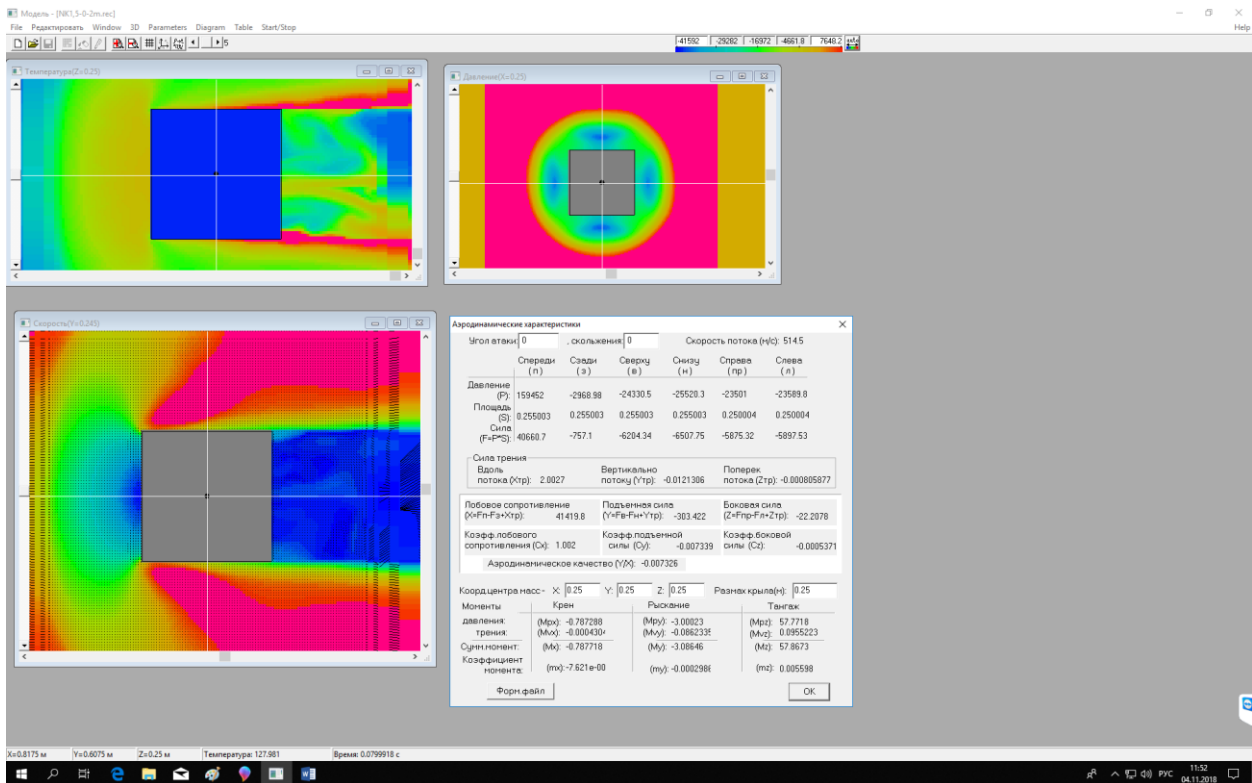 Модель - [NK1,5-0-2m.rec]
File Редактировать Window 3D Parameters Diagram Table Start/Stop Help
5 -41592 -29282 -16972 -4661.8 7648.2
Температура(Z=0.25)
Давление(X=0.25)
Скорость(Y=0.245)
Аэродинамические характеристики
Угол атаки: 0 , скольжения: 0 Скорость потока (м/с): 514.5
Спереди Сзади Сверху Снизу Справа Слева
(п) (з) (в) (н) (пр) (л)
Давление
(P): 159452 -2968.98 -24330.5 -25520.3 -23501 -23589.8
Площадь
(S): 0.255003 0.255003 0.255003 0.255003 0.250004 0.250004
Сила
(F=P*S): 40660.7 -757.1 -6204.34 -6507.75 -5875.32 -5897.53
Сила трения
Вдоль Вертикально Поперек
потока (Xтр): 2.0027 потоку (Yтр): -0.0121306 потока (Zтр): -0.000805877
Лобовое сопротивление Подъемная сила Боковая сила
(X=Fп-Fз+Xтр): 41419.8 (Y=Fв-Fн+Yтр): -303.422 (Z=Fпр-Fл+Zтр): -22.2078
Коэфф.лобового Коэфф.подъемной Коэфф.боковой
сопротивления (Cx): 1.002 силы (Cy): -0.007339 силы (Cz): -0.0005371
Аэродинамическое качество (Y/X): -0.007326
Коорд.центра масс - X: 0.25 Y: 0.25 Z: 0.25 Размах крыла(м): 0.25
Моменты Крен Рыскание Тангаж
давления: (Mpx): -0.787288 (Mpy): -3.00023 (Mpz): 57.7718
трения: (Mvx): -0.000430 (Mvy): -0.086233 (Mvz): 0.0955223
Сумм.момент: (Mx): -0.787718 (My): -3.08646 (Mz): 57.8673
Коэффициент
момента: (mx):-7.621e-00 (my): -0.000298 (mz): 0.005598
Форм.файл OK
X=0.8175 м Y=0.6075 м Z=0.25 м Температура: 127.981 Время: 0.0799918 с
РУС 11:52
04.11.2018